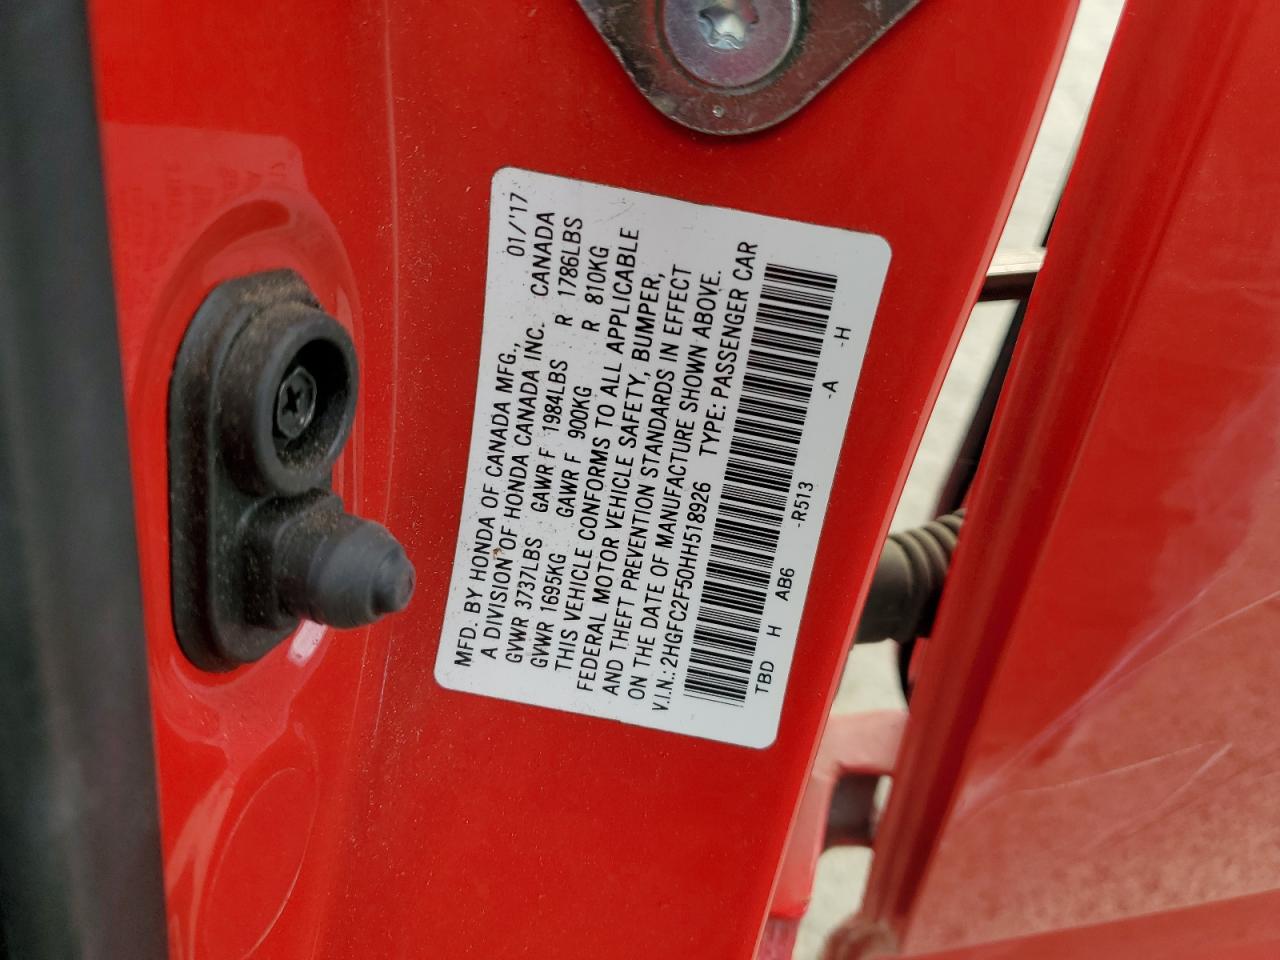 MFD. BY HONDA OF CANADA MFG., 01/'17
A DIVISION OF HONDA CANADA INC. CANADA
GVWR 3737LBS GAWR F 1984LBS R 1786LBS
GVWR 1695KG GAWR F 900KG R 810KG
THIS VEHICLE CONFORMS TO ALL APPLICABLE
FEDERAL MOTOR VEHICLE SAFETY, BUMPER,
AND THEFT PREVENTION STANDARDS IN EFFECT
ON THE DATE OF MANUFACTURE SHOWN ABOVE.
V.I.N.:2HGFC2F50HH518926 TYPE:PASSENGER CAR
TBD H AB6 -R513 -A -H